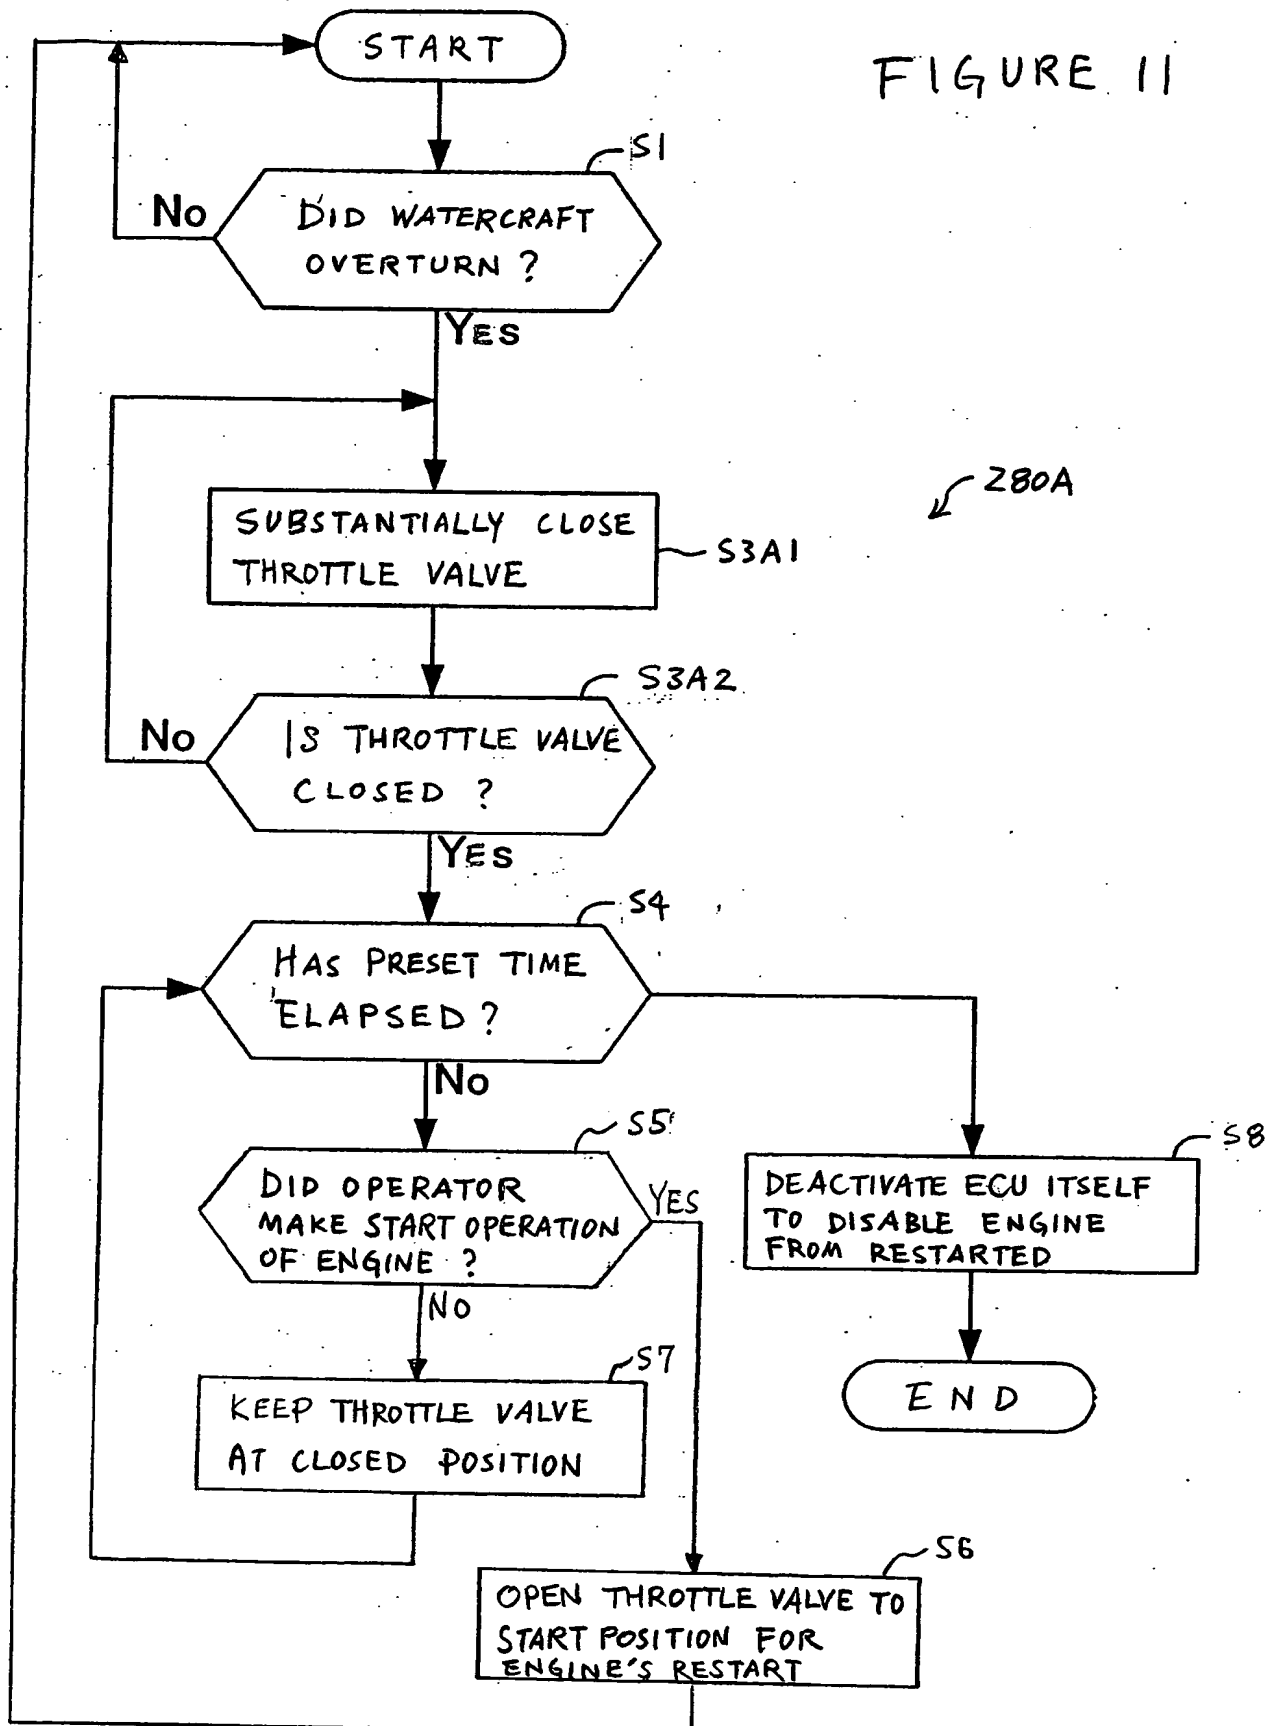 START
FIGURE 11
S1
No
DID WATERCRAFT
OVERTURN ?
YES
280A
SUBSTANTIALLY CLOSE
THROTTLE VALVE
S3A1
S3A2
No
IS THROTTLE VALVE
CLOSED ?
YES
S4
HAS PRESET TIME
ELAPSED ?
No
S5
DID OPERATOR
MAKE START OPERATION
OF ENGINE ?
YES
S8
DEACTIVATE ECU ITSELF
TO DISABLE ENGINE
FROM RESTARTED
NO
S7
KEEP THROTTLE VALVE
AT CLOSED POSITION
END
S6
OPEN THROTTLE VALVE TO
START POSITION FOR
ENGINE'S RESTART